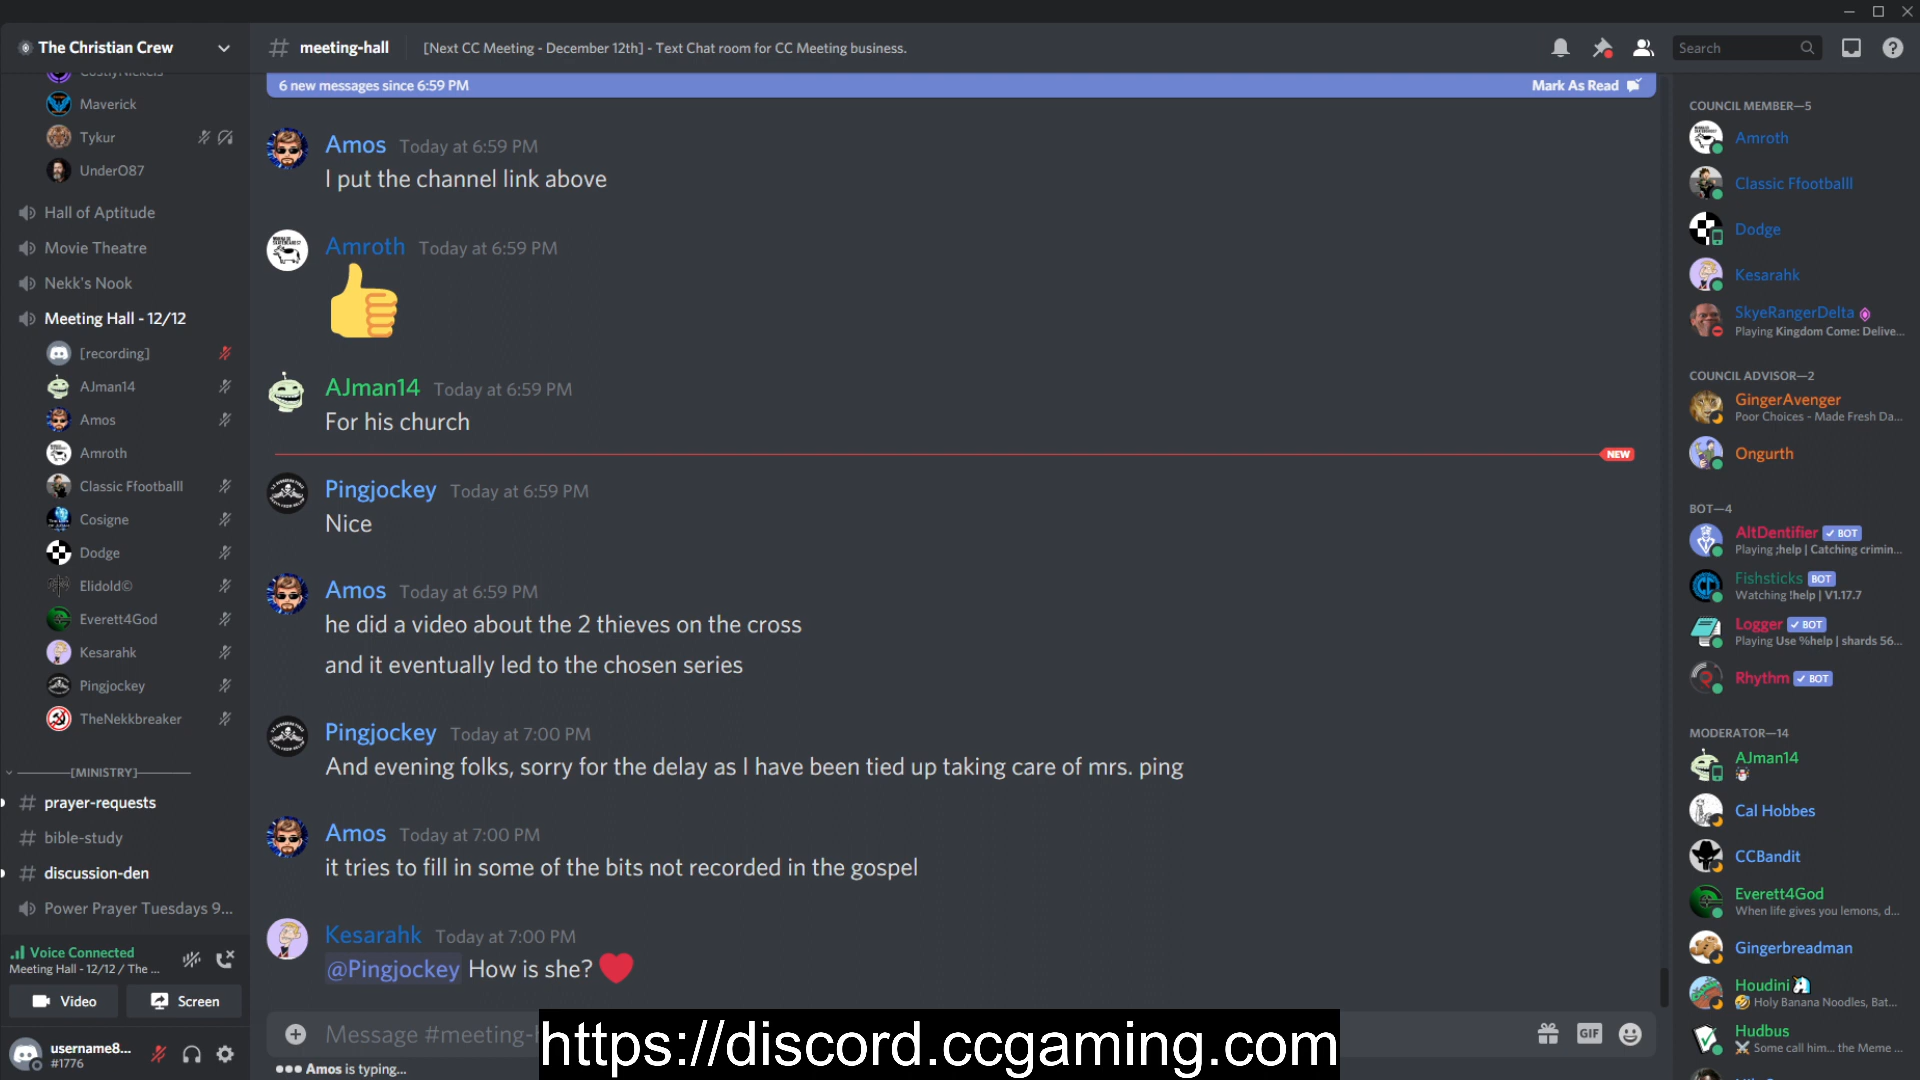 The Christian Crew
CostlyNickels
Maverick
Tykur
UnderO87
Hall of Aptitude
Movie Theatre
Nekk's Nook
Meeting Hall - 12/12
[recording]
AJman14
Amos
Amroth
Classic Ffootballl
Cosigne
Dodge
Elidold©
Everett4God
Kesarahk
Pingjockey
TheNekkbreaker
[MINISTRY]
# prayer-requests
# bible-study
# discussion-den
Power Prayer Tuesdays 9...
Voice Connected
Meeting Hall - 12/12 / The ...
Video
Screen
username8...
#1776
# meeting-hall
[Next CC Meeting - December 12th] - Text Chat room for CC Meeting business.
Search
6 new messages since 6:59 PM
Mark As Read
Amos Today at 6:59 PM
I put the channel link above
Amroth Today at 6:59 PM
AJman14 Today at 6:59 PM
For his church
NEW
Pingjockey Today at 6:59 PM
Nice
Amos Today at 6:59 PM
he did a video about the 2 thieves on the cross
and it eventually led to the chosen series
Pingjockey Today at 7:00 PM
And evening folks, sorry for the delay as I have been tied up taking care of mrs. ping
Amos Today at 7:00 PM
it tries to fill in some of the bits not recorded in the gospel
Kesarahk Today at 7:00 PM
@Pingjockey How is she?
Message #meeting-
GIF
https://discord.ccgaming.com
Amos is typing...
COUNCIL MEMBER—5
Amroth
Classic Ffootballl
Dodge
Kesarahk
SkyeRangerDelta
Playing Kingdom Come: Delive...
COUNCIL ADVISOR—2
GingerAvenger
Poor Choices - Made Fresh Da...
Ongurth
BOT—4
AltDentifier BOT
Playing ;help | Catching crimin...
Fishsticks BOT
Watching !help | V1.17.7
Logger BOT
Playing Use %help | shards 56...
Rhythm BOT
MODERATOR—14
AJman14
Cal Hobbes
CCBandit
Everett4God
When life gives you lemons, d...
Gingerbreadman
Houdini
Holy Banana Noodles, Bat...
Hudbus
Some call him... the Meme ...